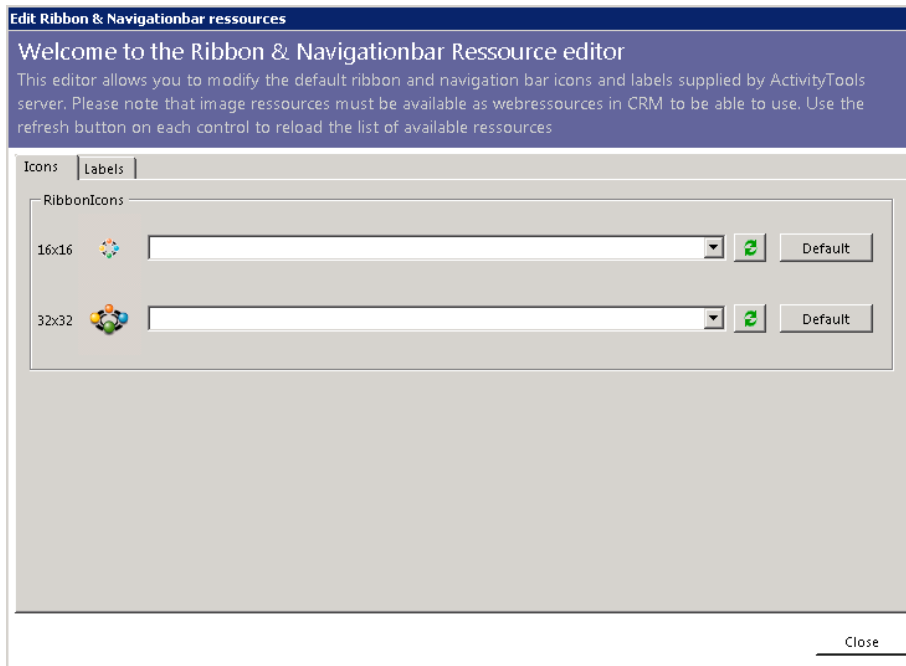 Edit Ribbon & Navigationbar ressources
Welcome to the Ribbon & Navigationbar Ressource editor
This editor allows you to modify the default ribbon and navigation bar icons and labels supplied by ActivityTools
server. Please note that image ressources must be available as webressources in CRM to be able to use. Use the
refresh button on each control to reload the list of available ressources
Icons Labels
RibbonIcons
16x16 Default
32x32 Default
Close